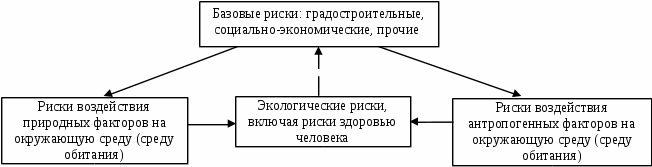 Базовые риски: градостроительные,
социально-экономические, прочие
Риски воздействия
природных факторов на
окружающую среду (среду
обитания)
Экологические риски,
включая риски здоровью
человека
Риски воздействия
антропогенных факторов на
окружающую среду (среду
обитания)